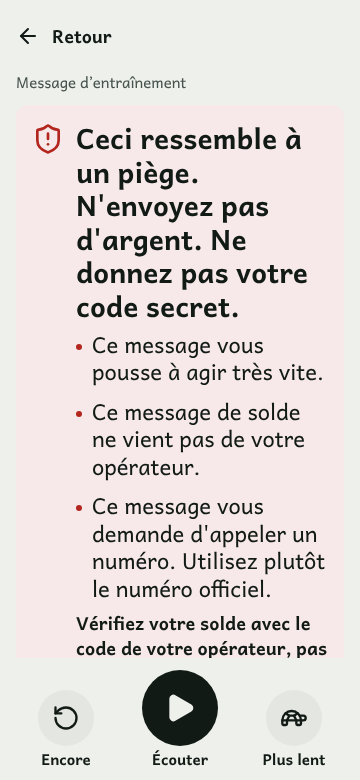 Retour
Message d’entraînement
Ceci ressemble à
un piège.
N'envoyez pas
d'argent. Ne
donnez pas votre
code secret.
• Ce message vous
pousse à agir très vite.
• Ce message de solde
ne vient pas de votre
opérateur.
• Ce message vous
demande d'appeler un
numéro. Utilisez plutôt
le numéro officiel.
Vérifiez votre solde avec le
code de votre opérateur, pas
Encore
Écouter
Plus lent